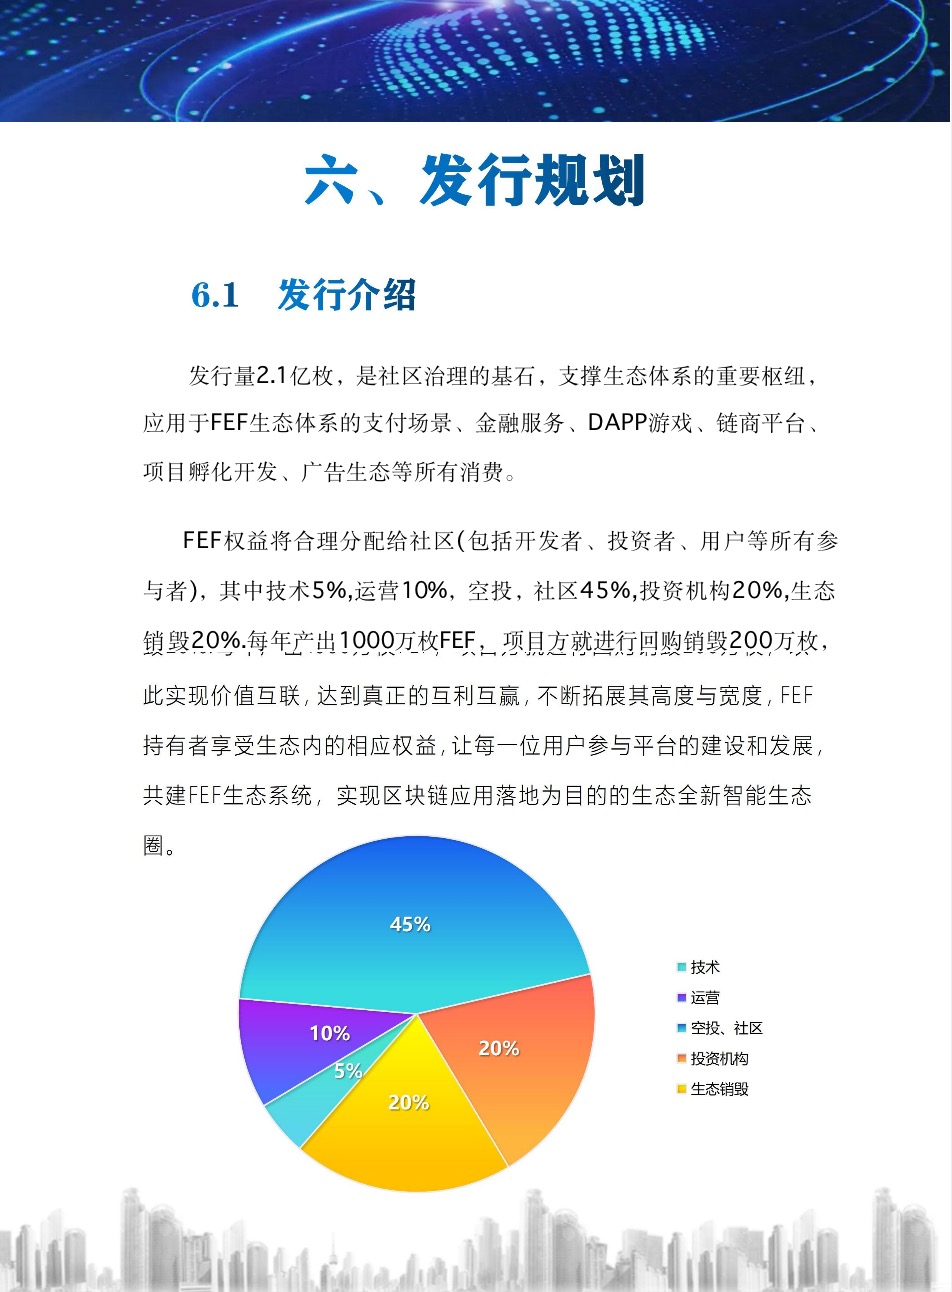 六、发行规划
6.1 发行介绍
发行量2.1亿枚，是社区治理的基石，支撑生态体系的重要枢纽，
应用于FEF生态体系的支付场景、金融服务、DAPP游戏、链商平台、
项目孵化开发、广告生态等所有消费。
FEF权益将合理分配给社区(包括开发者、投资者、用户等所有参
与者)，其中技术5%,运营10%，空投，社区45%,投资机构20%,生态
销毁20%.每年产出1000万枚FEF，项目方就进行回购销毁200万枚，
此实现价值互联,达到真正的互利互赢,不断拓展其高度与宽度,FEF
持有者享受生态内的相应权益,让每一位用户参与平台的建设和发展,
共建FEF生态系统，实现区块链应用落地为目的的生态全新智能生态
圈。
45%
20%
10%
5%
20%
技术
运营
空投、社区
投资机构
生态销毁